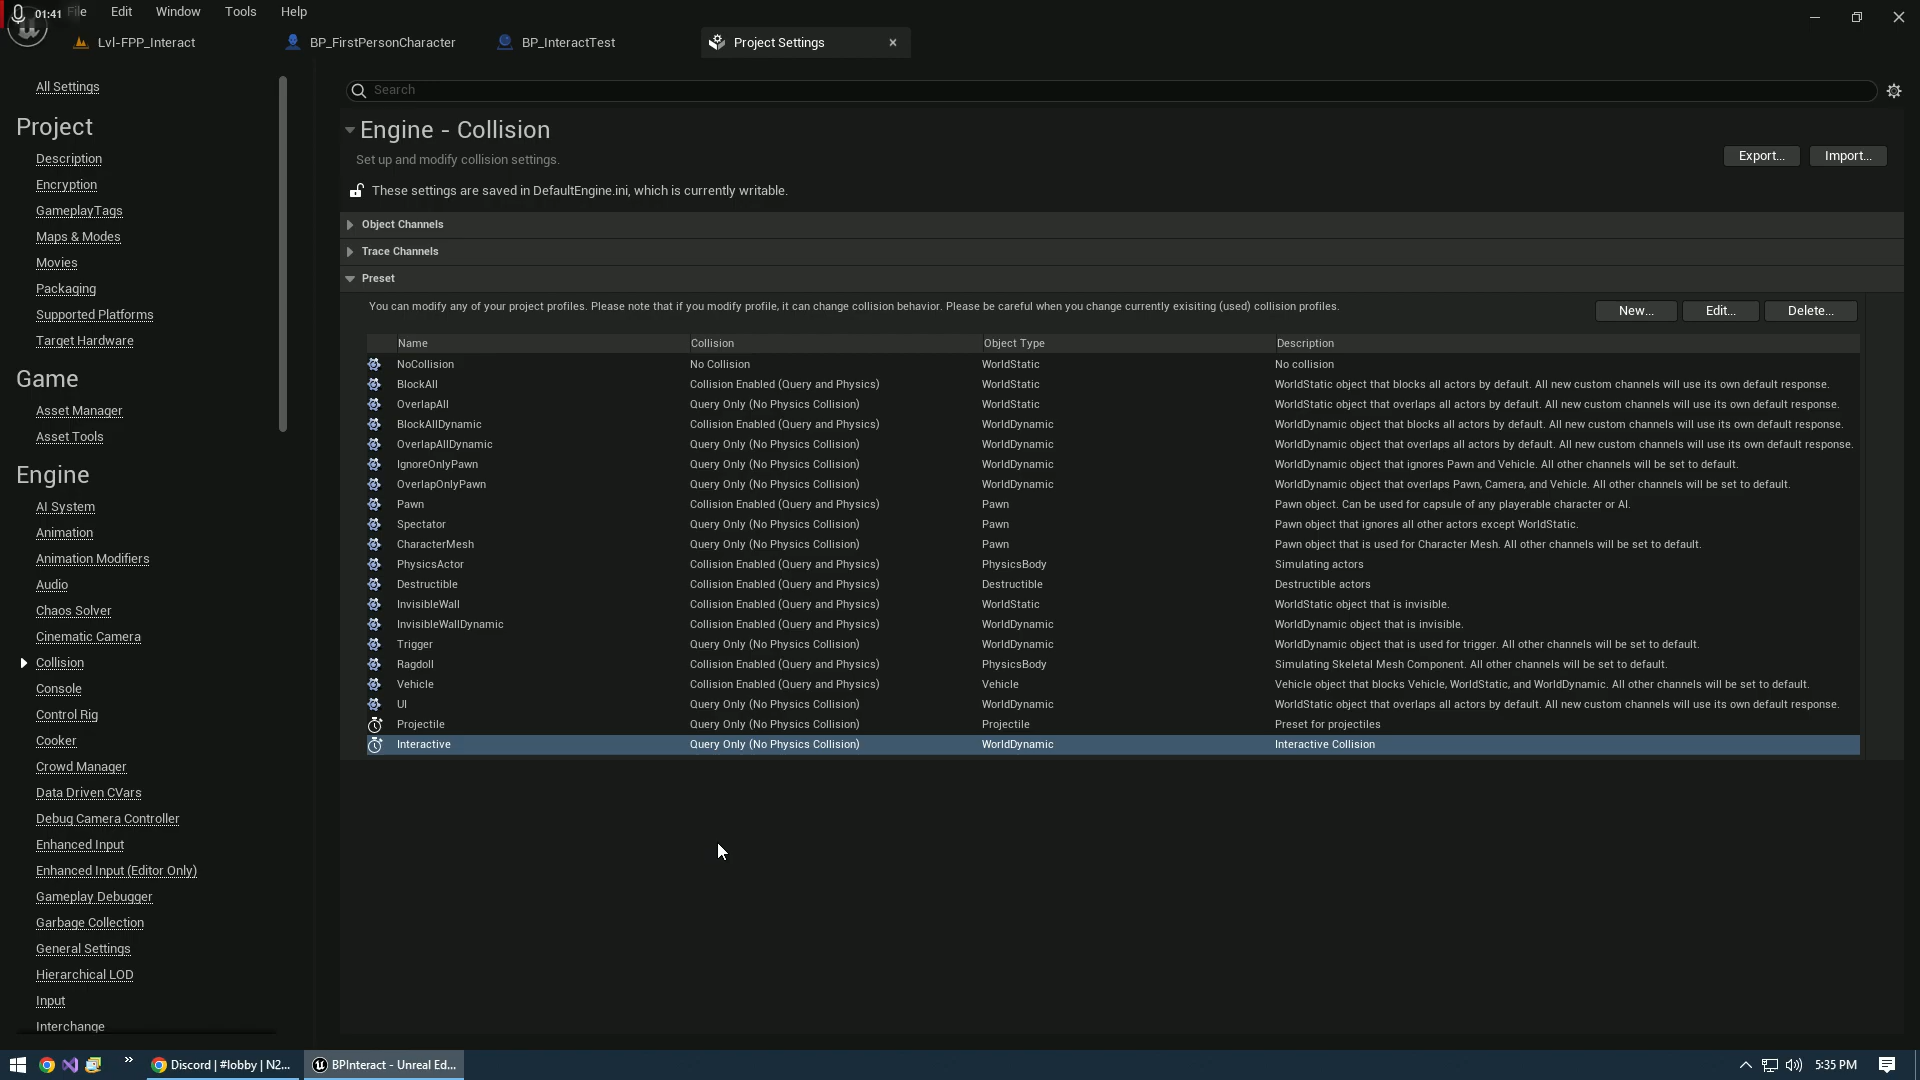 01:41
File Edit Window Tools Help
Lvl-FPP_Interact BP_FirstPersonCharacter BP_InteractTest Project Settings
All Settings
Project
Description
Encryption
GameplayTags
Maps & Modes
Movies
Packaging
Supported Platforms
Target Hardware
Game
Asset Manager
Asset Tools
Engine
AI System
Animation
Animation Modifiers
Audio
Chaos Solver
Cinematic Camera
Collision
Console
Control Rig
Cooker
Crowd Manager
Data Driven CVars
Debug Camera Controller
Enhanced Input
Enhanced Input (Editor Only)
Gameplay Debugger
Garbage Collection
General Settings
Hierarchical LOD
Input
Interchange
Search
Engine - Collision
Set up and modify collision settings.
Export... Import...
These settings are saved in DefaultEngine.ini, which is currently writable.
Object Channels
Trace Channels
Preset
You can modify any of your project profiles. Please note that if you modify profile, it can change collision behavior. Please be careful when you change currently exisiting (used) collision profiles.
New... Edit... Delete...
Name Collision Object Type Description
NoCollision No Collision WorldStatic No collision
BlockAll Collision Enabled (Query and Physics) WorldStatic WorldStatic object that blocks all actors by default. All new custom channels will use its own default response.
OverlapAll Query Only (No Physics Collision) WorldStatic WorldStatic object that overlaps all actors by default. All new custom channels will use its own default response.
BlockAllDynamic Collision Enabled (Query and Physics) WorldDynamic WorldDynamic object that blocks all actors by default. All new custom channels will use its own default response.
OverlapAllDynamic Query Only (No Physics Collision) WorldDynamic WorldDynamic object that overlaps all actors by default. All new custom channels will use its own default response.
IgnoreOnlyPawn Query Only (No Physics Collision) WorldDynamic WorldDynamic object that ignores Pawn and Vehicle. All other channels will be set to default.
OverlapOnlyPawn Query Only (No Physics Collision) WorldDynamic WorldDynamic object that overlaps Pawn, Camera, and Vehicle. All other channels will be set to default.
Pawn Collision Enabled (Query and Physics) Pawn Pawn object. Can be used for capsule of any playerable character or AI.
Spectator Query Only (No Physics Collision) Pawn Pawn object that ignores all other actors except WorldStatic.
CharacterMesh Query Only (No Physics Collision) Pawn Pawn object that is used for Character Mesh. All other channels will be set to default.
PhysicsActor Collision Enabled (Query and Physics) PhysicsBody Simulating actors
Destructible Collision Enabled (Query and Physics) Destructible Destructible actors
InvisibleWall Collision Enabled (Query and Physics) WorldStatic WorldStatic object that is invisible.
InvisibleWallDynamic Collision Enabled (Query and Physics) WorldDynamic WorldDynamic object that is invisible.
Trigger Query Only (No Physics Collision) WorldDynamic WorldDynamic object that is used for trigger. All other channels will be set to default.
Ragdoll Collision Enabled (Query and Physics) PhysicsBody Simulating Skeletal Mesh Component. All other channels will be set to default.
Vehicle Collision Enabled (Query and Physics) Vehicle Vehicle object that blocks Vehicle, WorldStatic, and WorldDynamic. All other channels will be set to default.
UI Query Only (No Physics Collision) WorldDynamic WorldStatic object that overlaps all actors by default. All new custom channels will use its own default response.
Projectile Query Only (No Physics Collision) Projectile Preset for projectiles
Interactive Query Only (No Physics Collision) WorldDynamic Interactive Collision
Discord | #lobby | N2... BPInteract - Unreal Ed... 5:35 PM